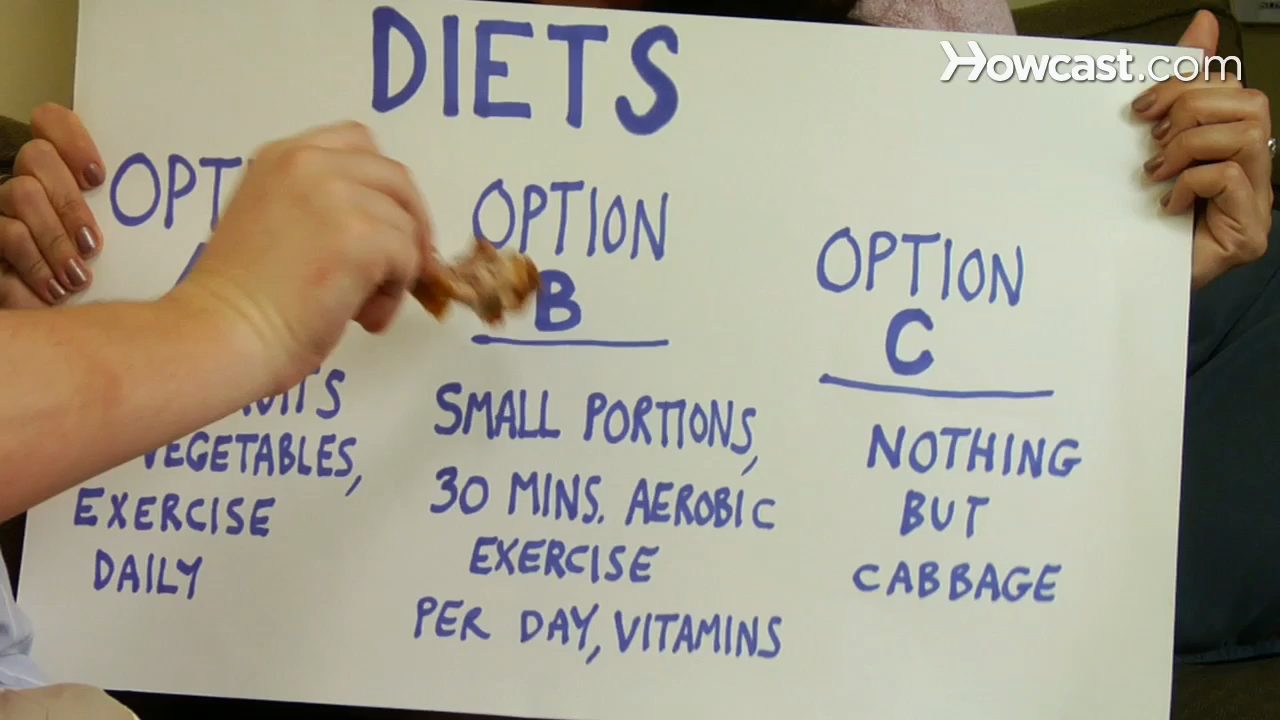 Howcast.com
DIETS
VEGETABLES,
EXERCISE
DAILY
OPTION
B
SMALL PORTIONS,
30 MINS. AEROBIC
EXERCISE
PER DAY, VITAMINS
OPTION
C
NOTHING
BUT
CABBAGE